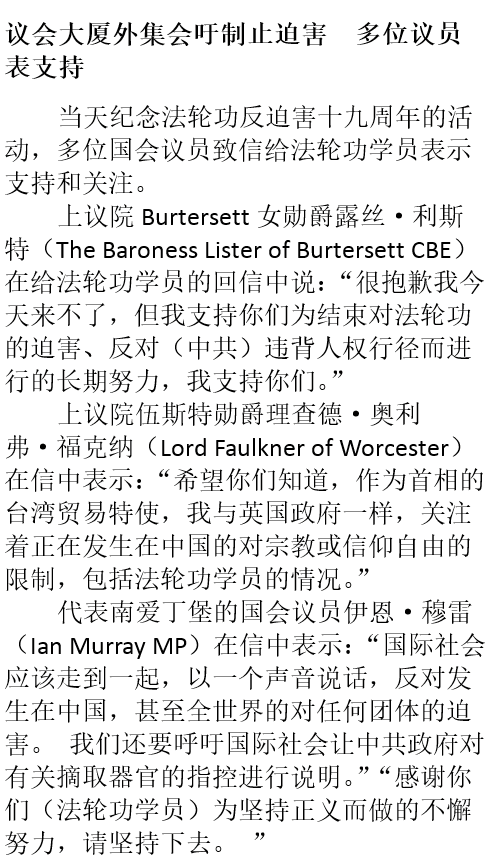 议会大厦外集会吁制止迫害　多位议员
表支持
当天纪念法轮功反迫害十九周年的活
动，多位国会议员致信给法轮功学员表示
支持和关注。
上议院 Burtersett 女勋爵露丝·利斯
特（The Baroness Lister of Burtersett CBE）
在给法轮功学员的回信中说：“很抱歉我今
天来不了，但我支持你们为结束对法轮功
的迫害、反对（中共）违背人权行径而进
行的长期努力，我支持你们。”
上议院伍斯特勋爵理查德·奥利
弗·福克纳（Lord Faulkner of Worcester）
在信中表示：“希望你们知道，作为首相的
台湾贸易特使，我与英国政府一样，关注
着正在发生在中国的对宗教或信仰自由的
限制，包括法轮功学员的情况。”
代表南爱丁堡的国会议员伊恩·穆雷
（Ian Murray MP）在信中表示：“国际社会
应该走到一起，以一个声音说话，反对发
生在中国，甚至全世界的对任何团体的迫
害。 我们还要呼吁国际社会让中共政府对
有关摘取器官的指控进行说明。”“感谢你
们（法轮功学员）为坚持正义而做的不懈
努力，请坚持下去。 ”